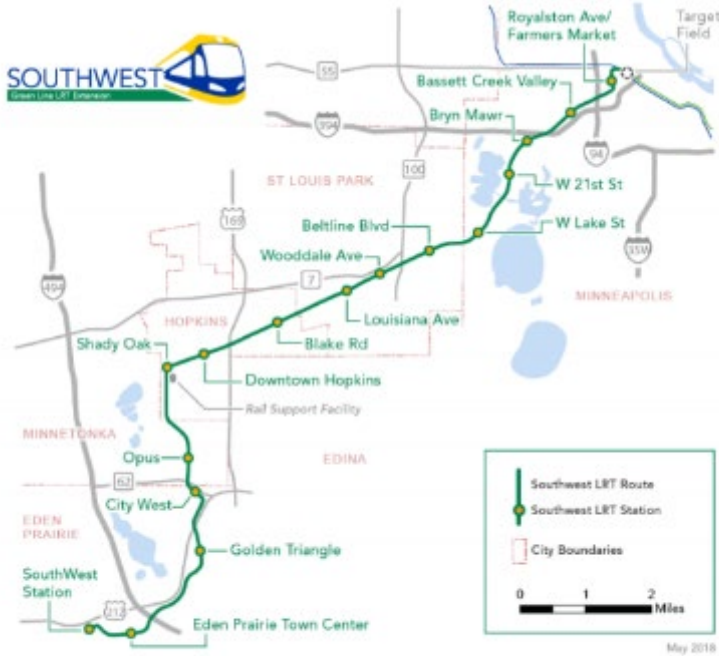 SOUTHWEST
Green Line LRT Extension
Royalston Ave/
Farmers Market
Target
Field
55
Bassett Creek Valley
394
Bryn Mawr
94
ST LOUIS PARK
100
W 21st St
169
Beltline Blvd
W Lake St
35W
Wooddale Ave
494
7
MINNEAPOLIS
HOPKINS
Louisiana Ave
Shady Oak
Blake Rd
Downtown Hopkins
Rail Support Facility
MINNETONKA
Opus
EDINA
62
City West
EDEN
PRAIRIE
Golden Triangle
SouthWest
Station
212
Eden Prairie Town Center
Southwest LRT Route
Southwest LRT Station
City Boundaries
0 1 2
Miles
May 2018